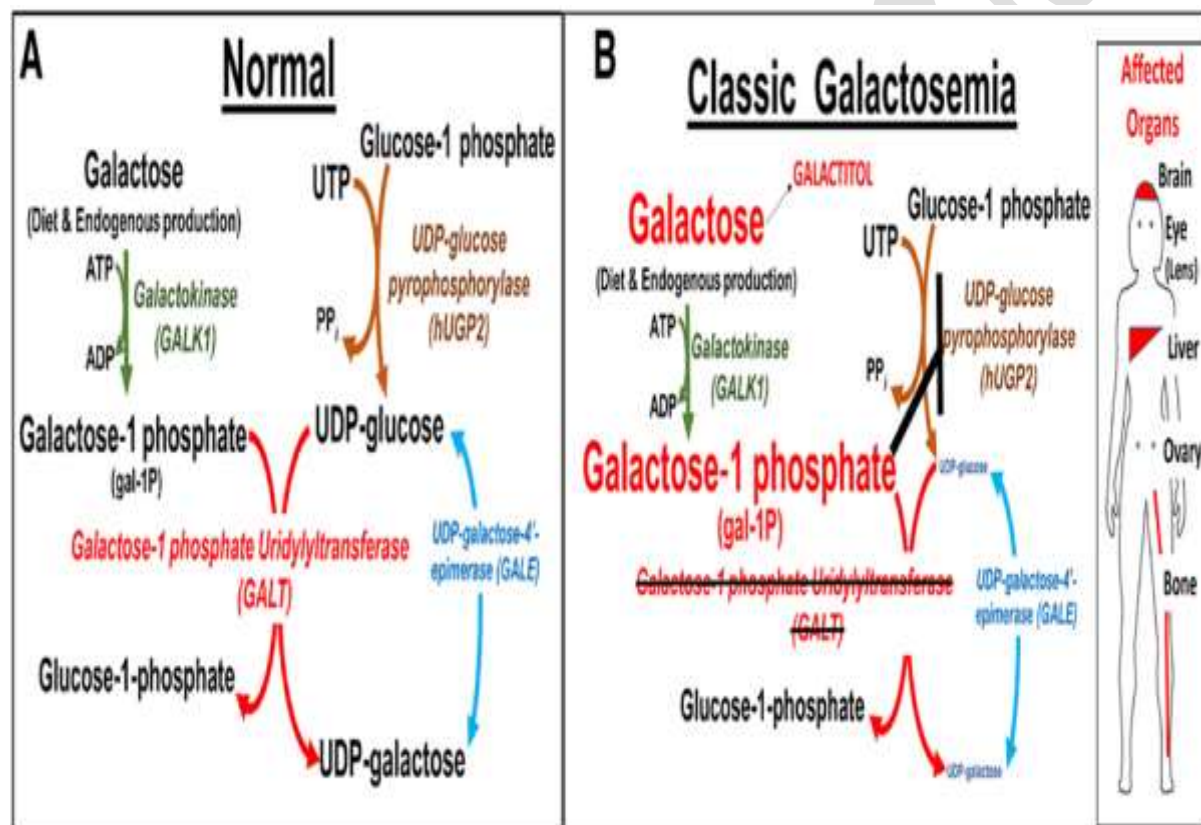 A
Normal
Galactose
(Diet & Endogenous production)
ATP
Galactokinase
(GALK1)
ADP
Galactose-1 phosphate
(gal-1P)
Glucose-1 phosphate
UTP
UDP-glucose
pyrophosphorylase
(hUGP2)
PPi
UDP-glucose
Galactose-1 phosphate Uridylyltransferase
(GALT)
UDP-galactose-4'-
epimerase (GALE)
Glucose-1-phosphate
UDP-galactose
B
Classic Galactosemia
GALACTITOL
Galactose
(Diet & Endogenous production)
ATP
Galactokinase
(GALK1)
ADP
Galactose-1 phosphate
(gal-1P)
Glucose-1 phosphate
UTP
UDP-glucose
pyrophosphorylase
(hUGP2)
PPi
UDP-glucose
Galactose-1 phosphate Uridylyltransferase
(GALT)
UDP-galactose-4'-
epimerase (GALE)
Glucose-1-phosphate
UDP-galactose
Affected
Organs
Brain
Eye
(Lens)
Liver
Ovary
Bone